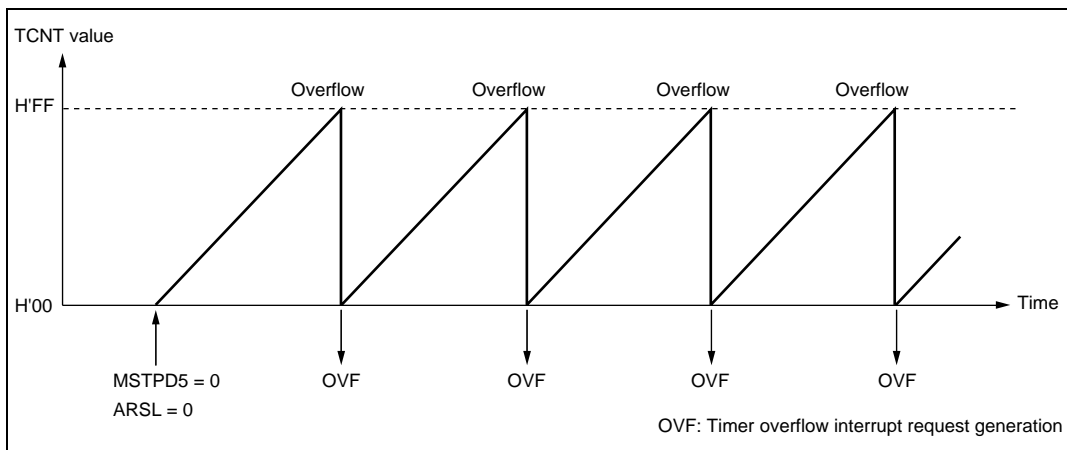 TCNT value
H'FF
Overflow Overflow Overflow Overflow
H'00
Time
MSTPD5 = 0
ARSL = 0
OVF OVF OVF OVF
OVF: Timer overflow interrupt request generation